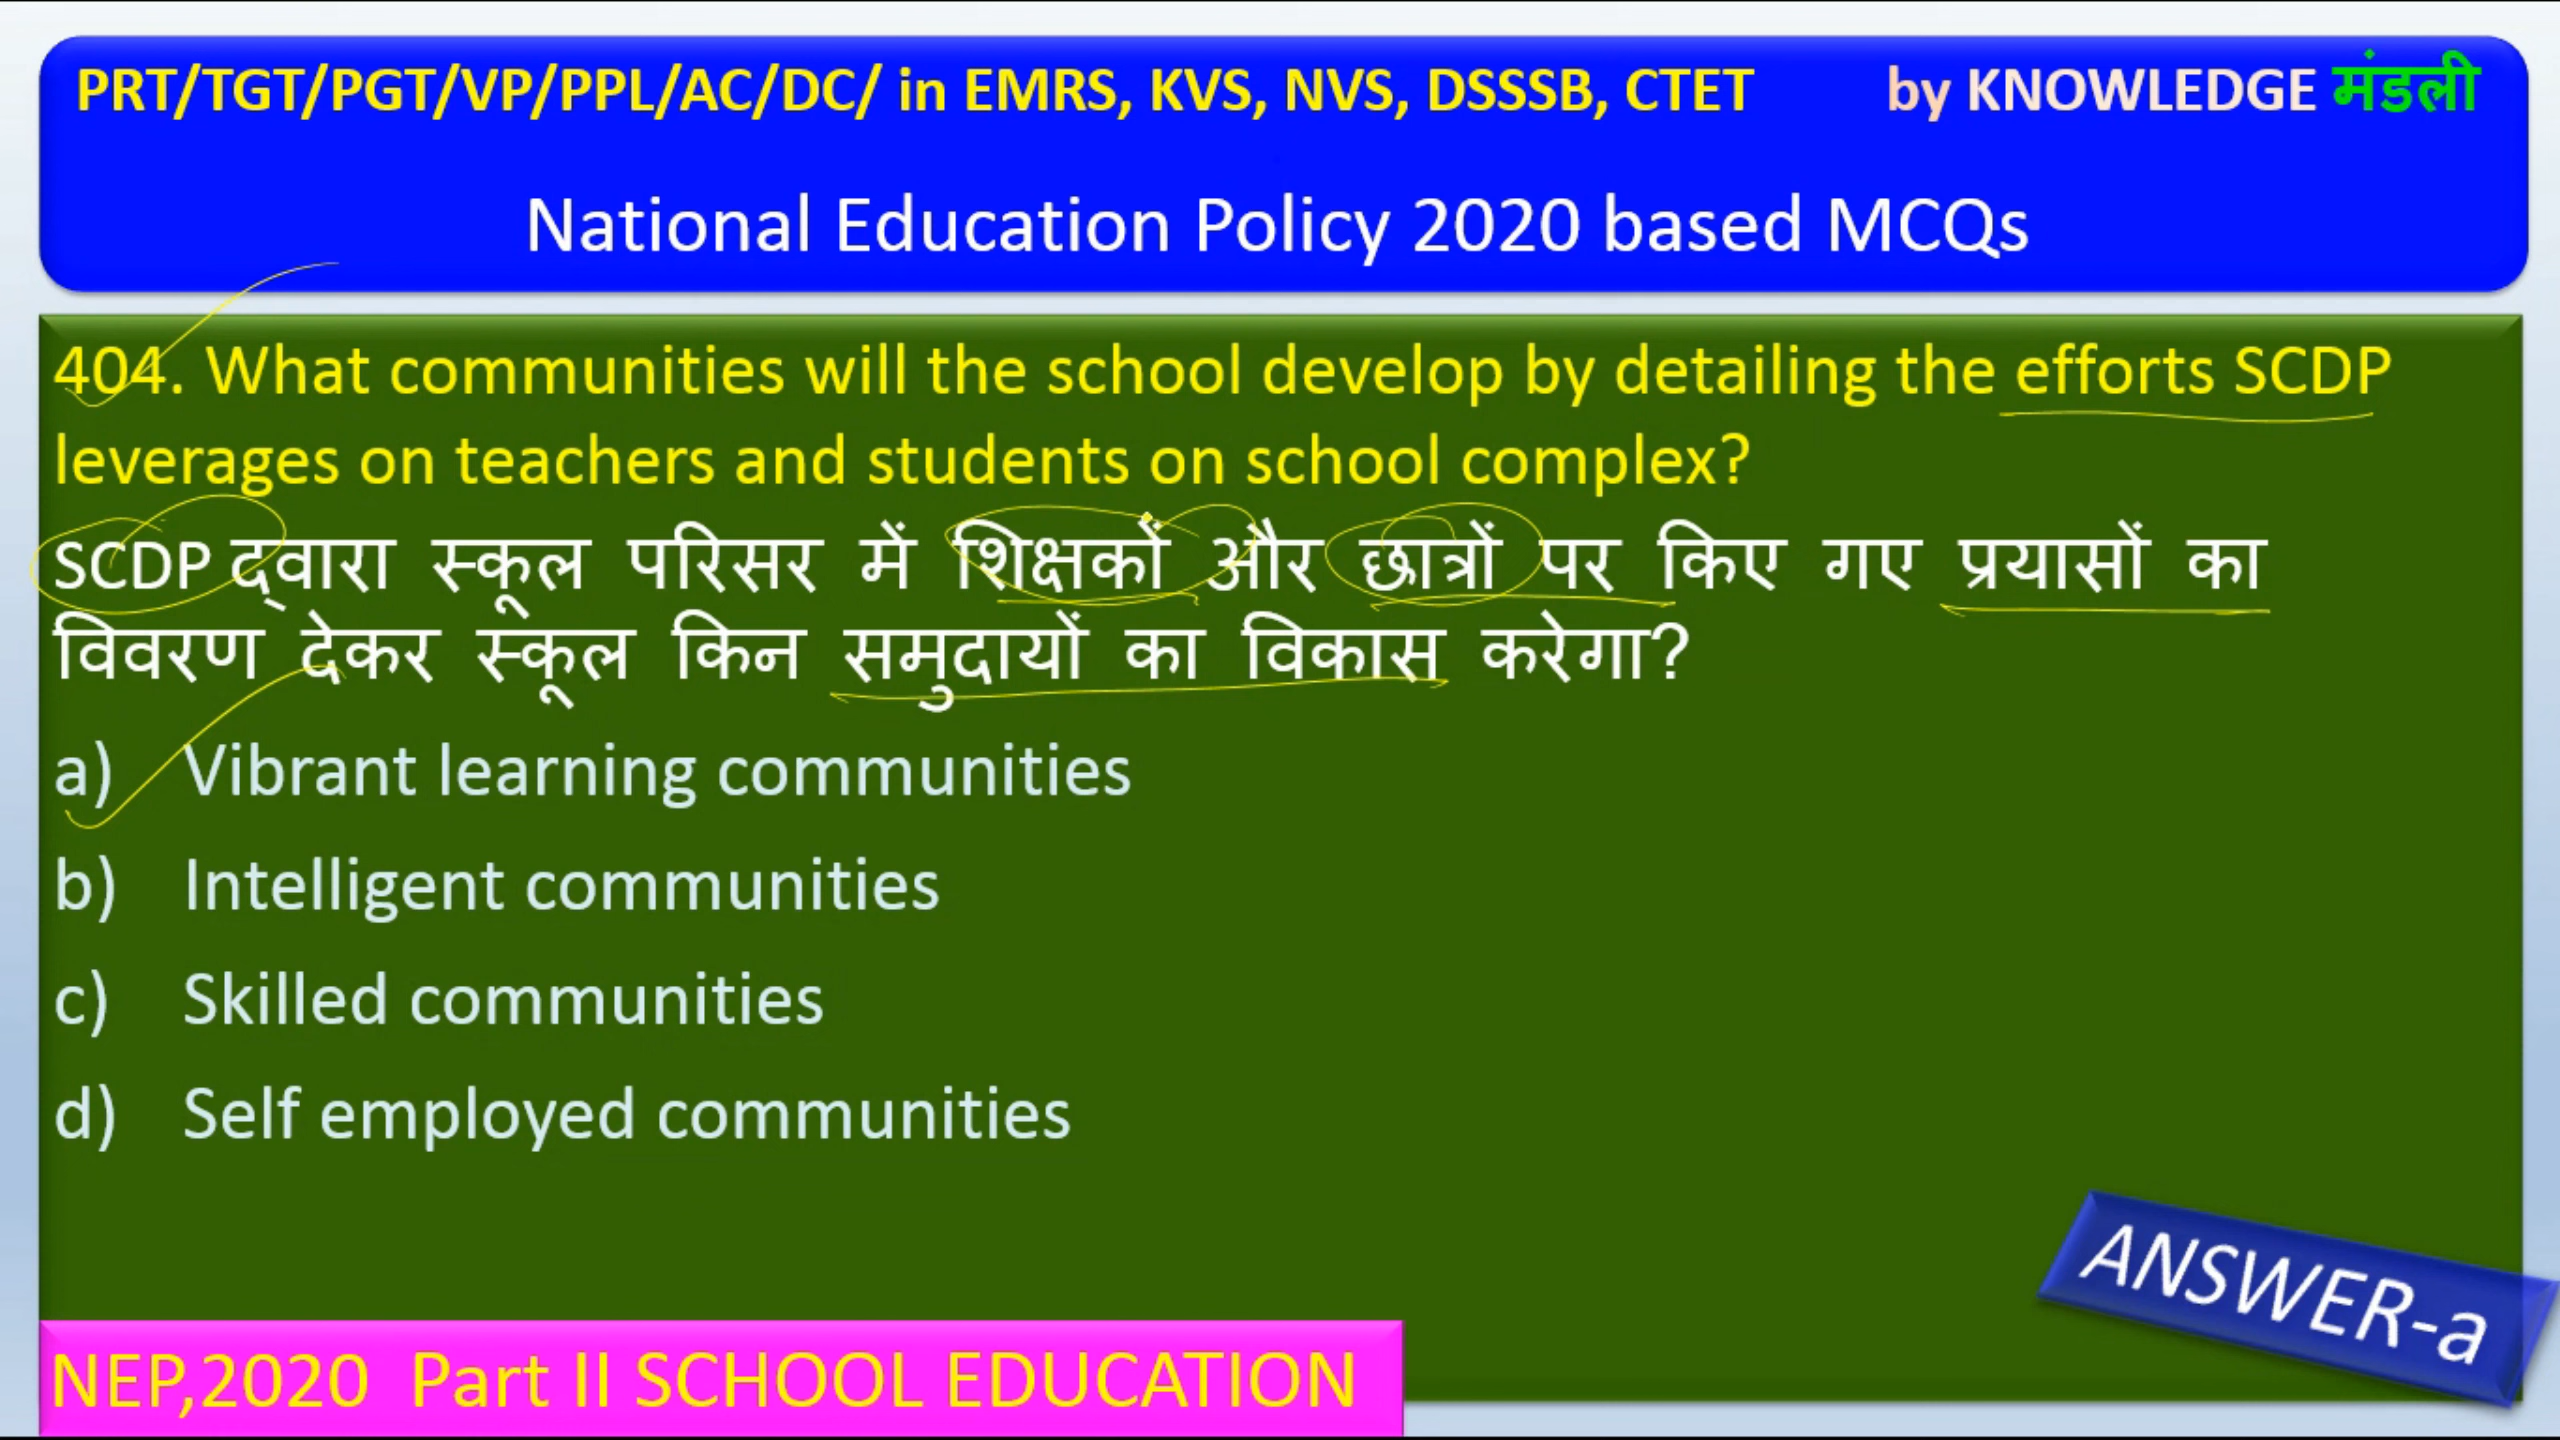 PRT/TGT/PGT/VP/PPL/AC/DC/ in EMRS, KVS, NVS, DSSSB, CTET by KNOWLEDGE मंडली
National Education Policy 2020 based MCQs
404. What communities will the school develop by detailing the efforts SCDP
leverages on teachers and students on school complex?
SCDP द्वारा स्कूल परिसर में शिक्षकों और छात्रों पर किए गए प्रयासों का
विवरण देकर स्कूल किन समुदायों का विकास करेगा?
a) Vibrant learning communities
b) Intelligent communities
c) Skilled communities
d) Self employed communities
ANSWER-a
NEP,2020 Part II SCHOOL EDUCATION